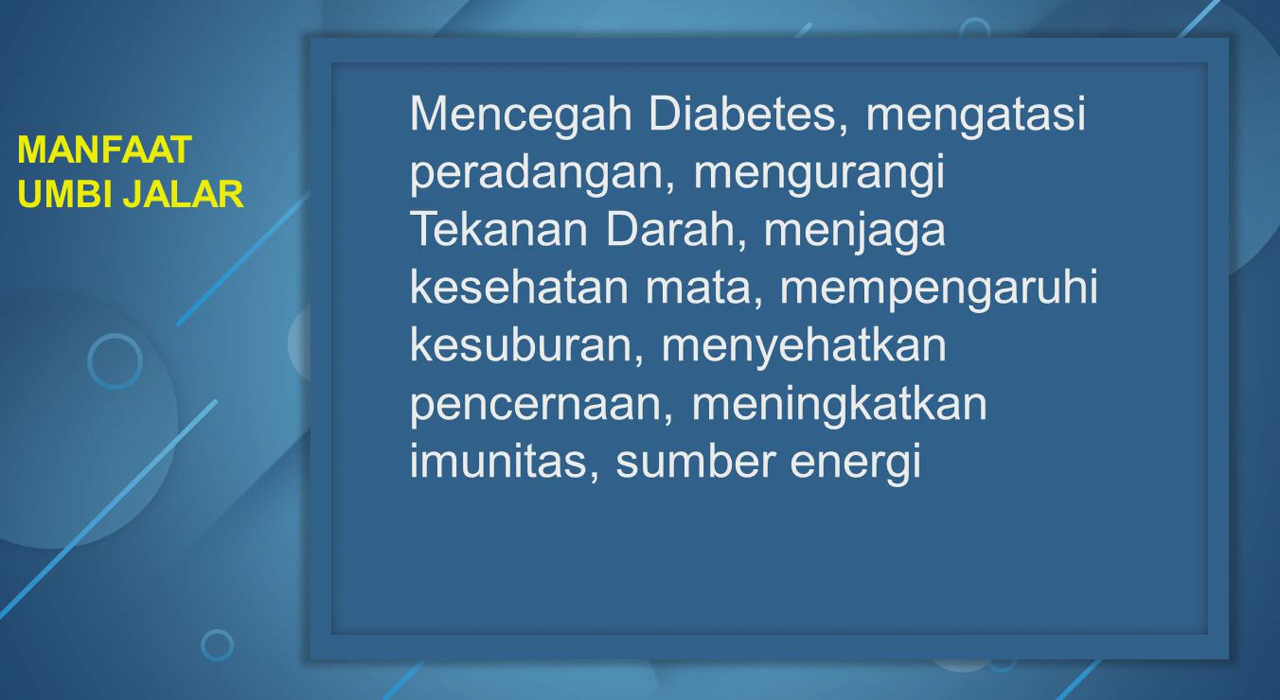 MANFAAT
UMBI JALAR
Mencegah Diabetes, mengatasi
peradangan, mengurangi
Tekanan Darah, menjaga
kesehatan mata, mempengaruhi
kesuburan, menyehatkan
pencernaan, meningkatkan
imunitas, sumber energi